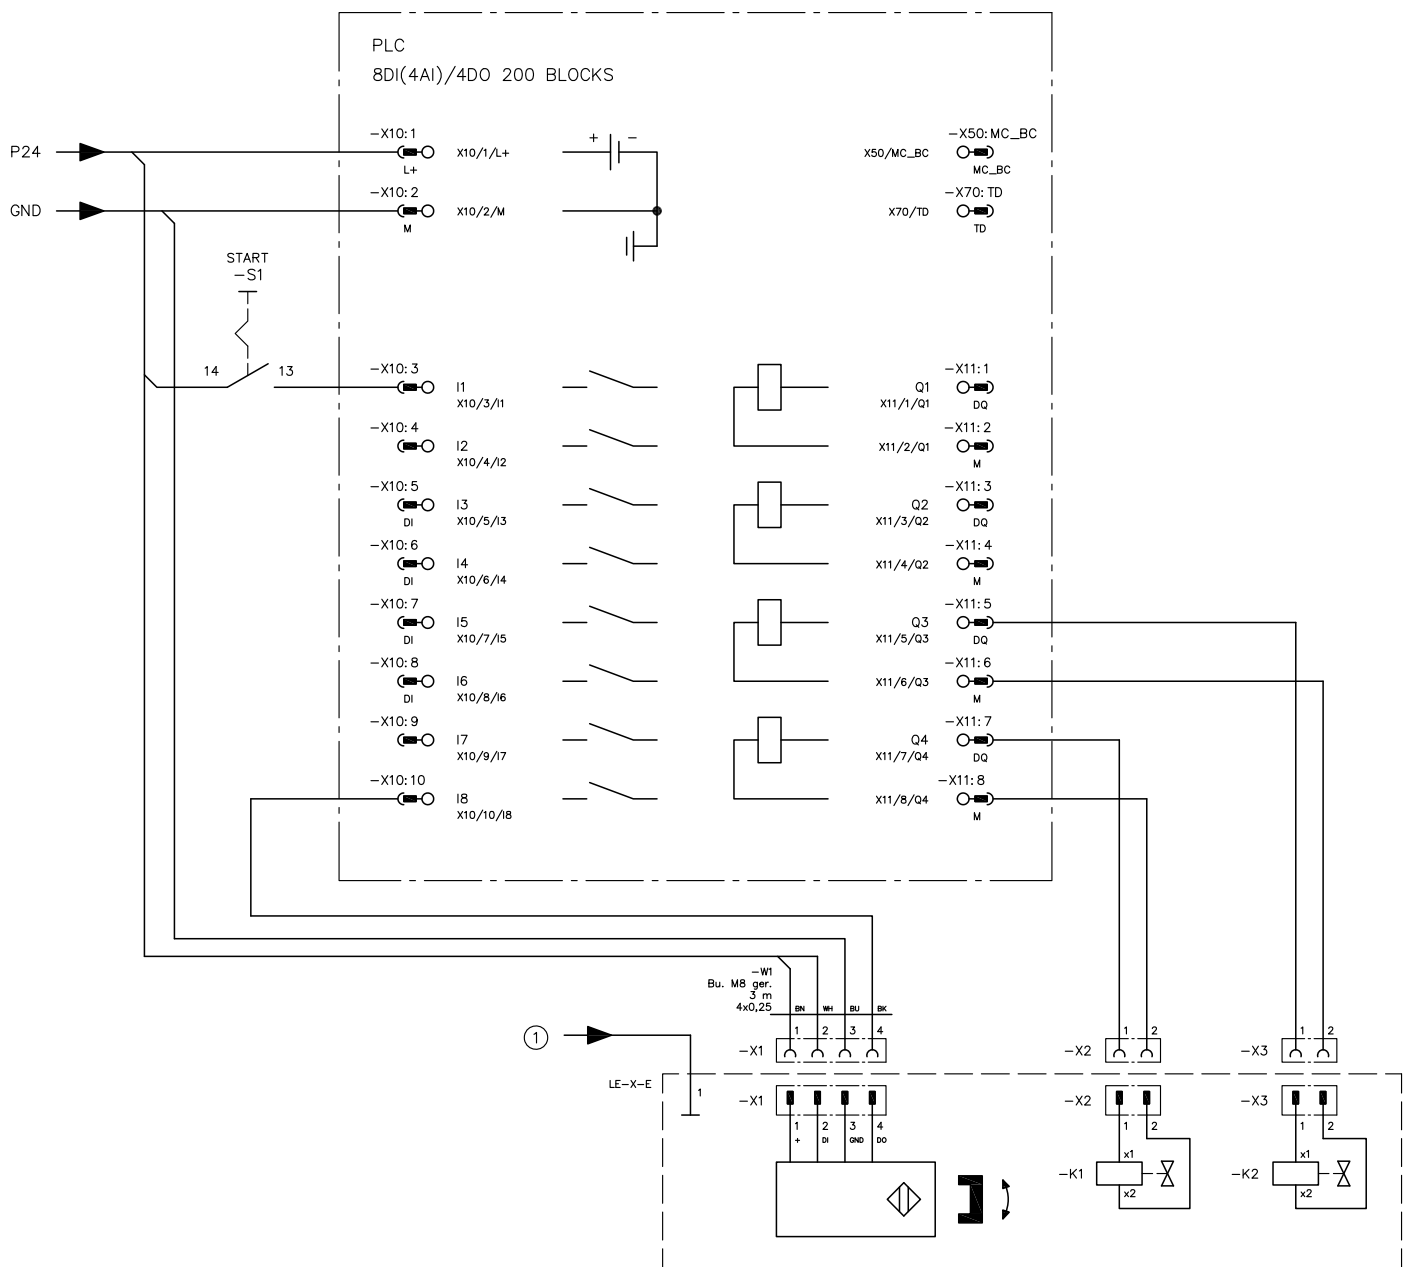 PLC
8DI(4AI)/4DO 200 BLOCKS
P24
-X10:1
L+
X10/1/L+
+
-
X50/MC_BC
-X50:MC_BC
MC_BC
GND
-X10:2
M
X10/2/M
X70/TD
-X70:TD
TD
START
-S1
14
13
-X10:3
I1
X10/3/I1
Q1
X11/1/Q1
-X11:1
DQ
-X10:4
I2
X10/4/I2
X11/2/Q1
-X11:2
M
-X10:5
DI
I3
X10/5/I3
Q2
X11/3/Q2
-X11:3
DQ
-X10:6
DI
I4
X10/6/I4
X11/4/Q2
-X11:4
M
-X10:7
DI
I5
X10/7/I5
Q3
X11/5/Q3
-X11:5
DQ
-X10:8
DI
I6
X10/8/I6
X11/6/Q3
-X11:6
M
-X10:9
I7
X10/9/I7
Q4
X11/7/Q4
-X11:7
DQ
-X10:10
I8
X10/10/I8
X11/8/Q4
-X11:8
M
-W1
Bu. M8 ger.
3 m
4x0,25
BN
WH
BU
BK
1
-X1
1
2
3
4
-X2
1
2
-X3
1
2
LE-X-E
1
-X1
1
2
3
4
+
DI
GND
DO
-X2
1
2
-X3
1
2
-K1
x1
x2
-K2
x1
x2